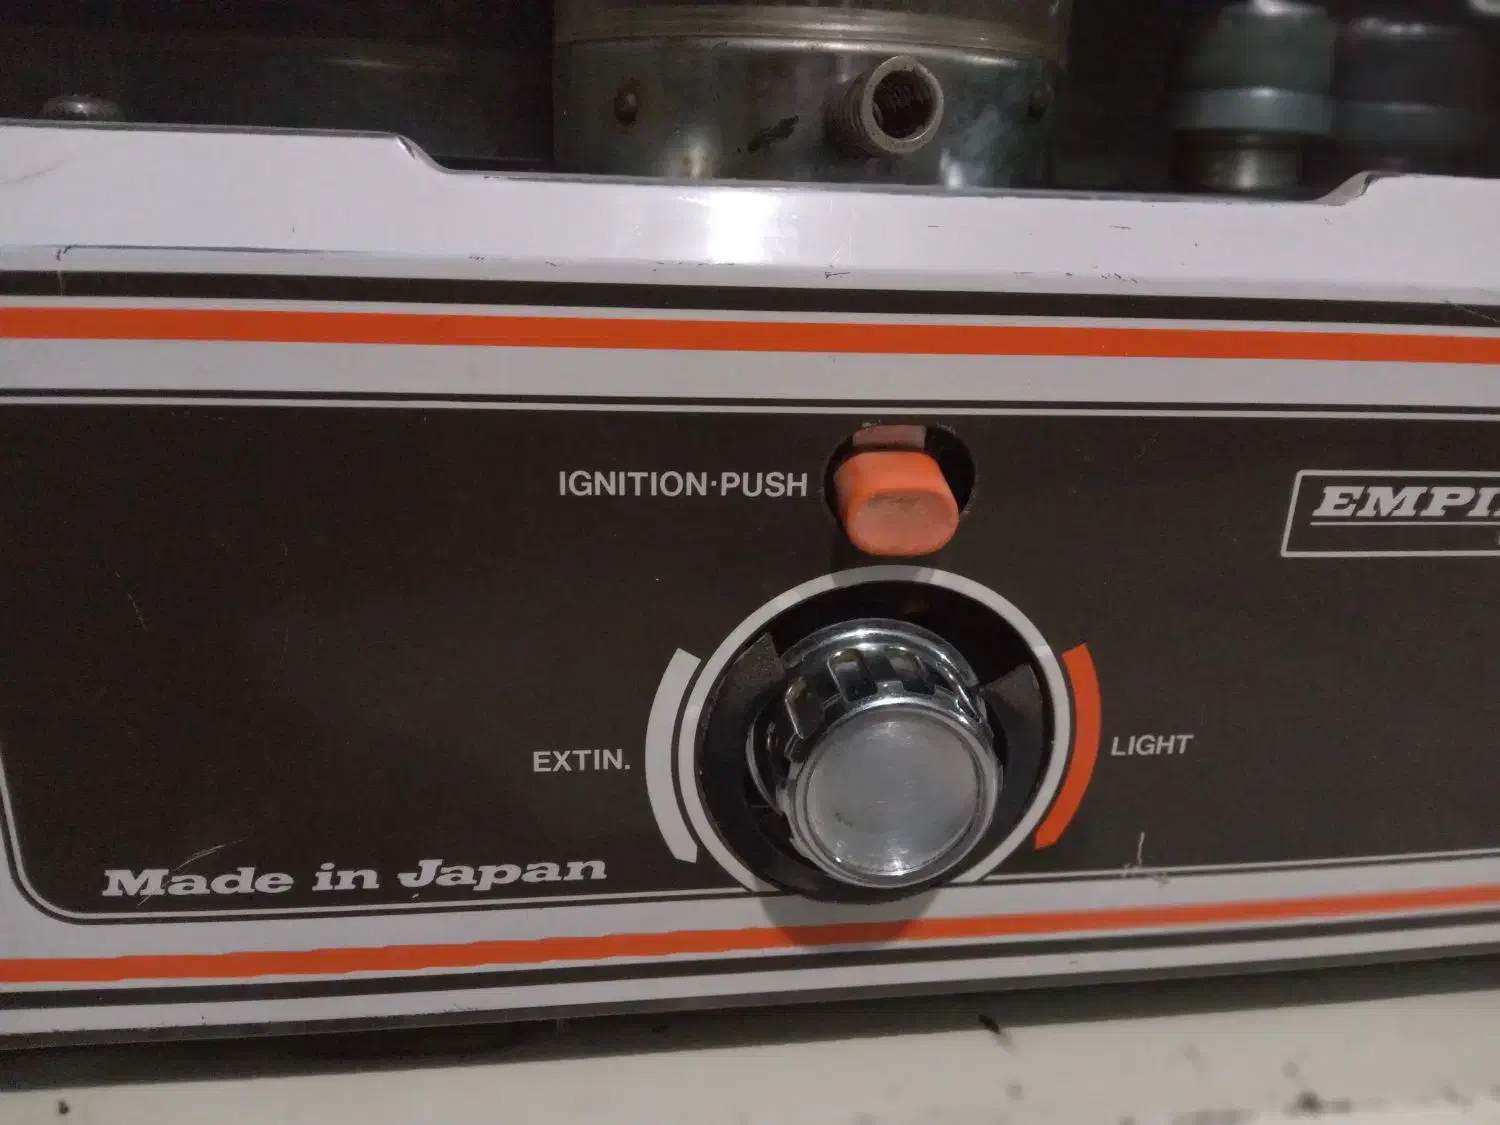 IGNITION·PUSH
EXTIN.
LIGHT
Made in Japan